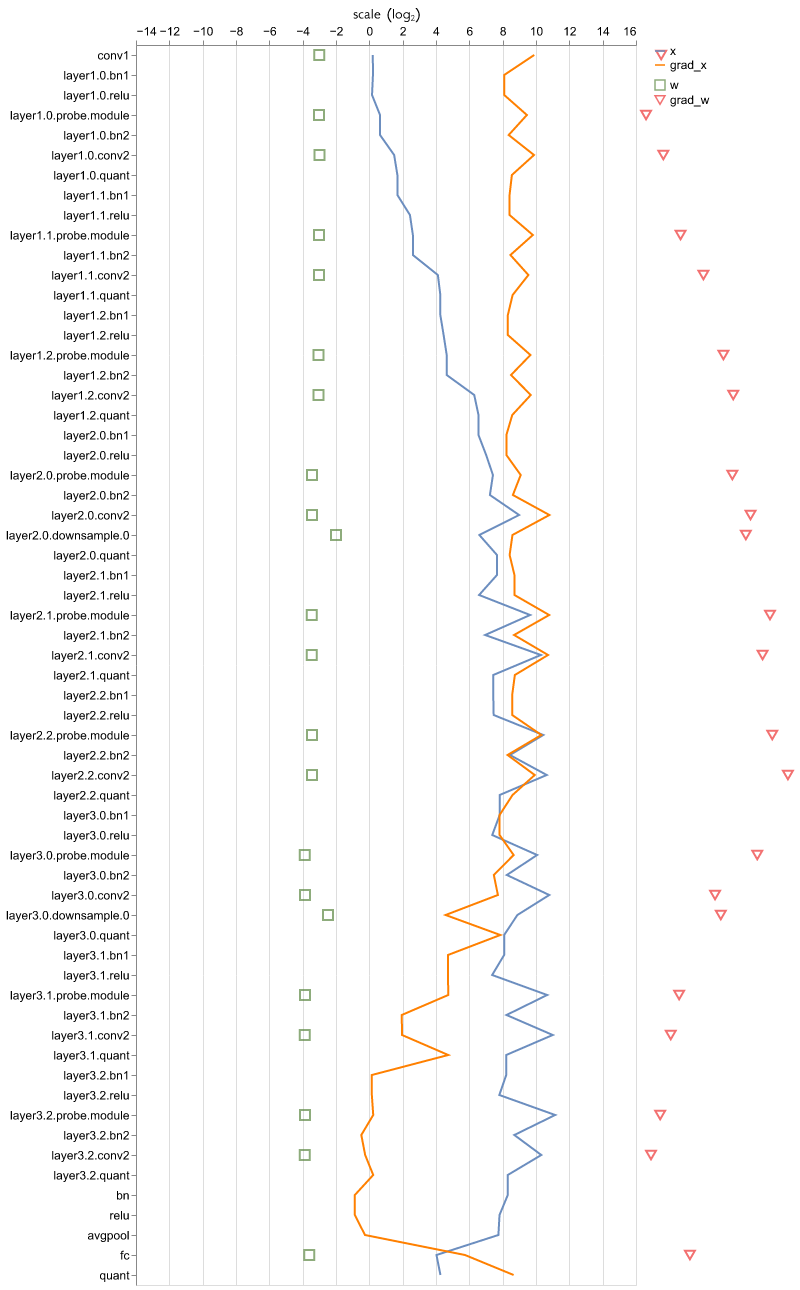 scale (log₂)
−14 −12 −10 −8 −6 −4 −2 0 2 4 6 8 10 12 14 16
x
grad_x
w
grad_w
conv1
layer1.0.bn1
layer1.0.relu
layer1.0.probe.module
layer1.0.bn2
layer1.0.conv2
layer1.0.quant
layer1.1.bn1
layer1.1.relu
layer1.1.probe.module
layer1.1.bn2
layer1.1.conv2
layer1.1.quant
layer1.2.bn1
layer1.2.relu
layer1.2.probe.module
layer1.2.bn2
layer1.2.conv2
layer1.2.quant
layer2.0.bn1
layer2.0.relu
layer2.0.probe.module
layer2.0.bn2
layer2.0.conv2
layer2.0.downsample.0
layer2.0.quant
layer2.1.bn1
layer2.1.relu
layer2.1.probe.module
layer2.1.bn2
layer2.1.conv2
layer2.1.quant
layer2.2.bn1
layer2.2.relu
layer2.2.probe.module
layer2.2.bn2
layer2.2.conv2
layer2.2.quant
layer3.0.bn1
layer3.0.relu
layer3.0.probe.module
layer3.0.bn2
layer3.0.conv2
layer3.0.downsample.0
layer3.0.quant
layer3.1.bn1
layer3.1.relu
layer3.1.probe.module
layer3.1.bn2
layer3.1.conv2
layer3.1.quant
layer3.2.bn1
layer3.2.relu
layer3.2.probe.module
layer3.2.bn2
layer3.2.conv2
layer3.2.quant
bn
relu
avgpool
fc
quant